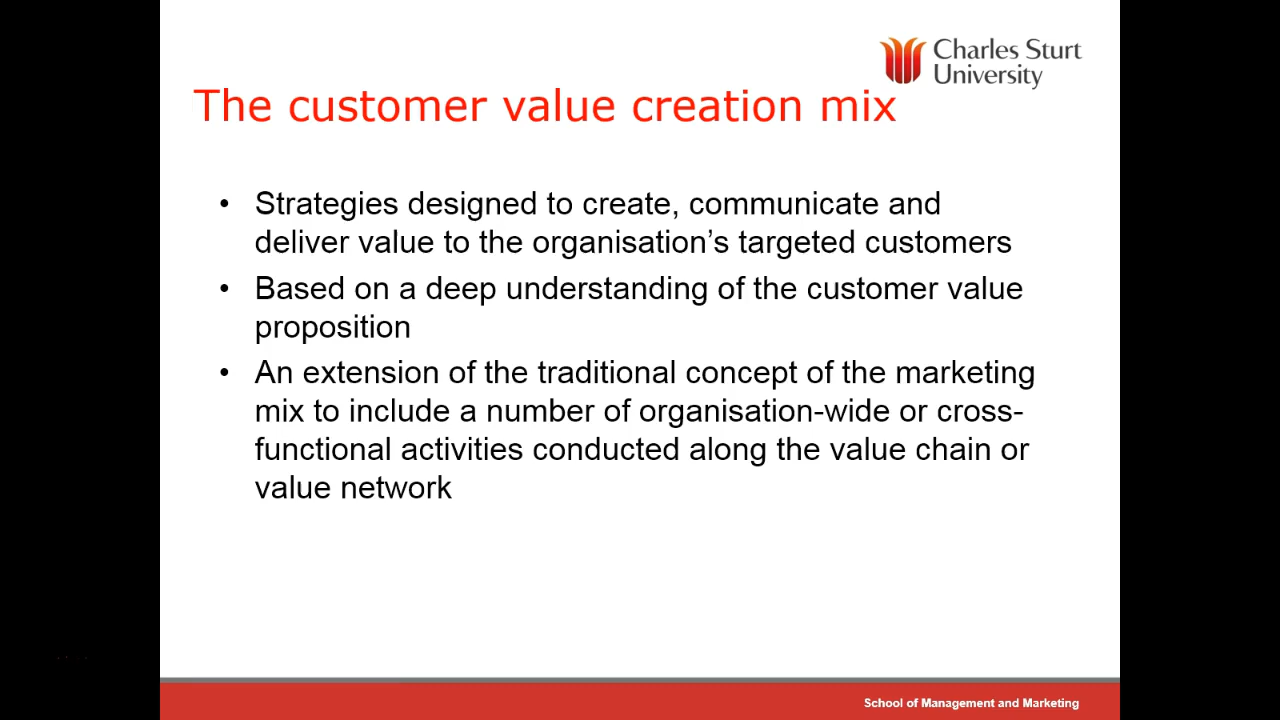 Charles Sturt
University
The customer value creation mix
• Strategies designed to create, communicate and
deliver value to the organisation’s targeted customers
• Based on a deep understanding of the customer value
proposition
• An extension of the traditional concept of the marketing
mix to include a number of organisation-wide or cross-
functional activities conducted along the value chain or
value network
School of Management and Marketing